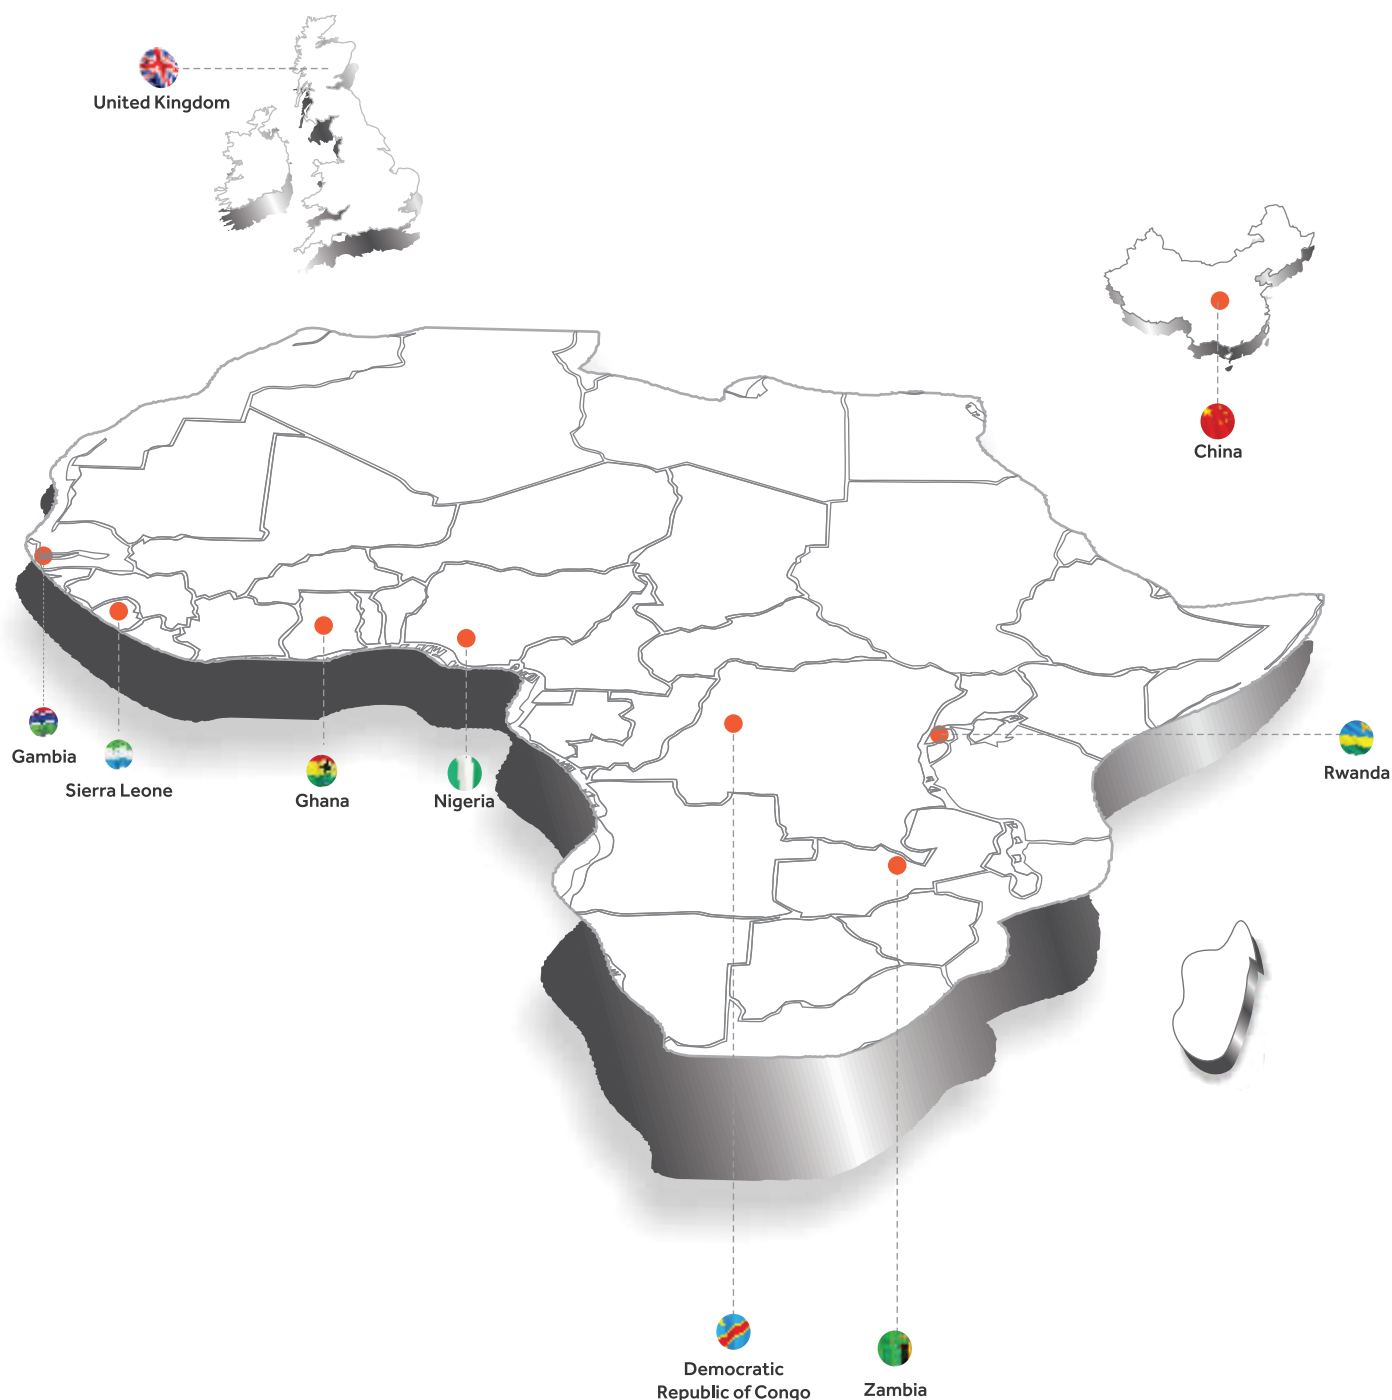 United Kingdom
China
Gambia
Sierra Leone
Ghana
Nigeria
Rwanda
Democratic
Republic of Congo
Zambia